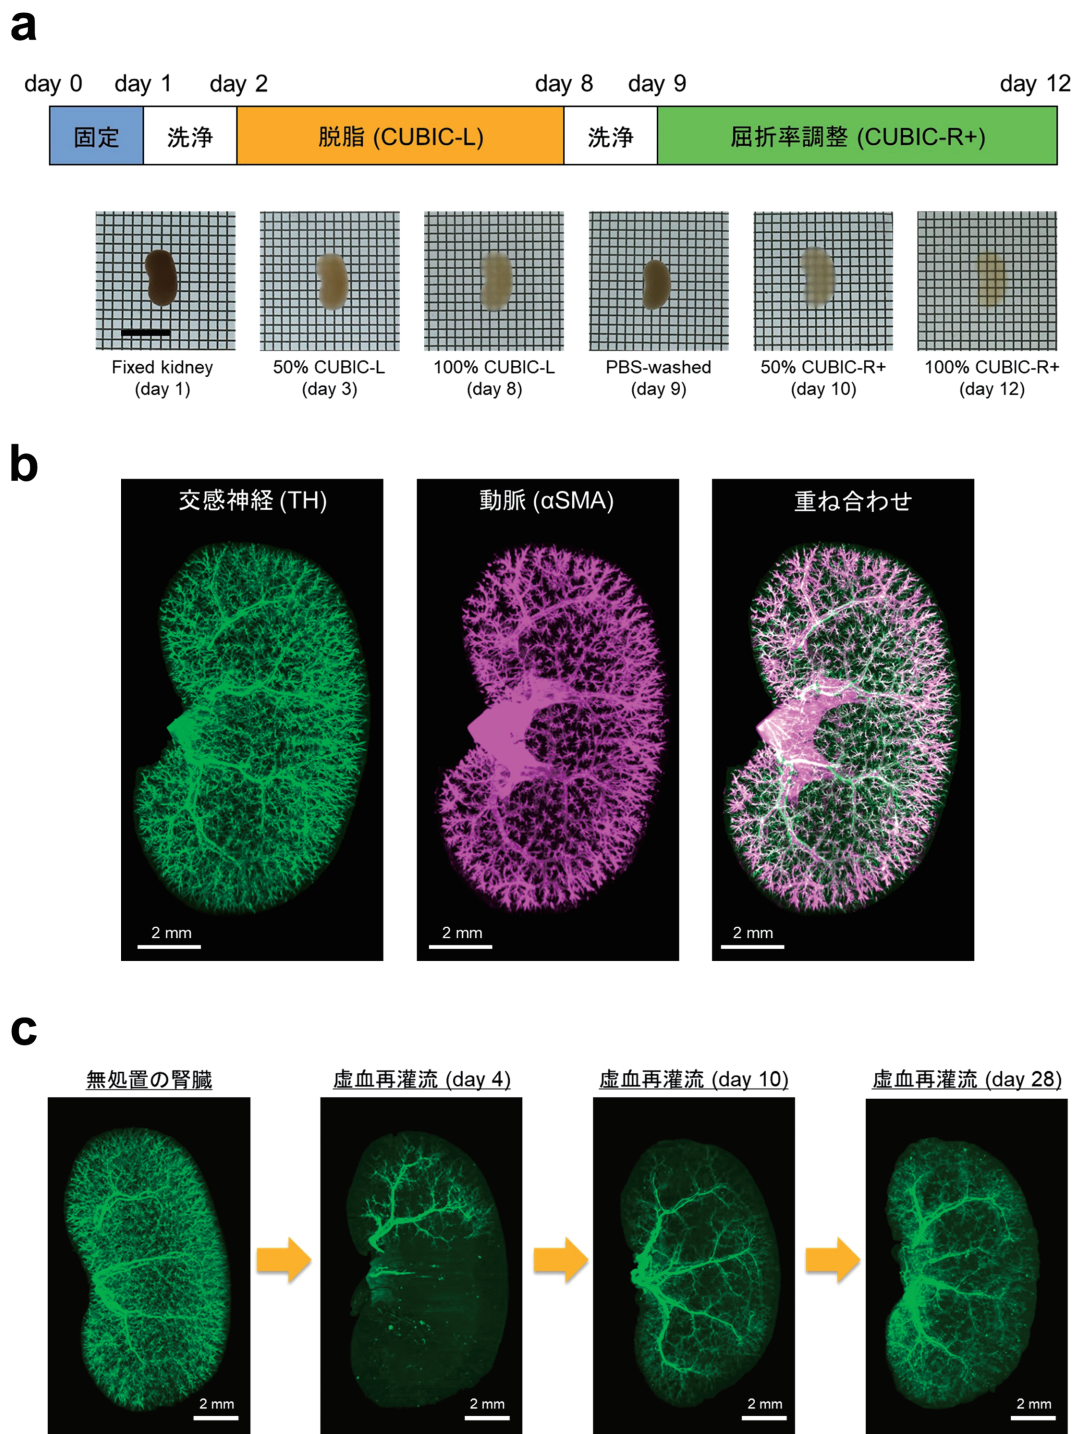 a
day 0 day 1 day 2 day 8 day 9 day 12
固定 洗浄 脱脂 (CUBIC-L) 洗浄 屈折率調整 (CUBIC-R+)
Fixed kidney
(day 1)
50% CUBIC-L
(day 3)
100% CUBIC-L
(day 8)
PBS-washed
(day 9)
50% CUBIC-R+
(day 10)
100% CUBIC-R+
(day 12)
b
交感神経 (TH)
2 mm
動脈 (αSMA)
2 mm
重ね合わせ
2 mm
c
無処置の腎臓
2 mm
虚血再灌流 (day 4)
2 mm
虚血再灌流 (day 10)
2 mm
虚血再灌流 (day 28)
2 mm